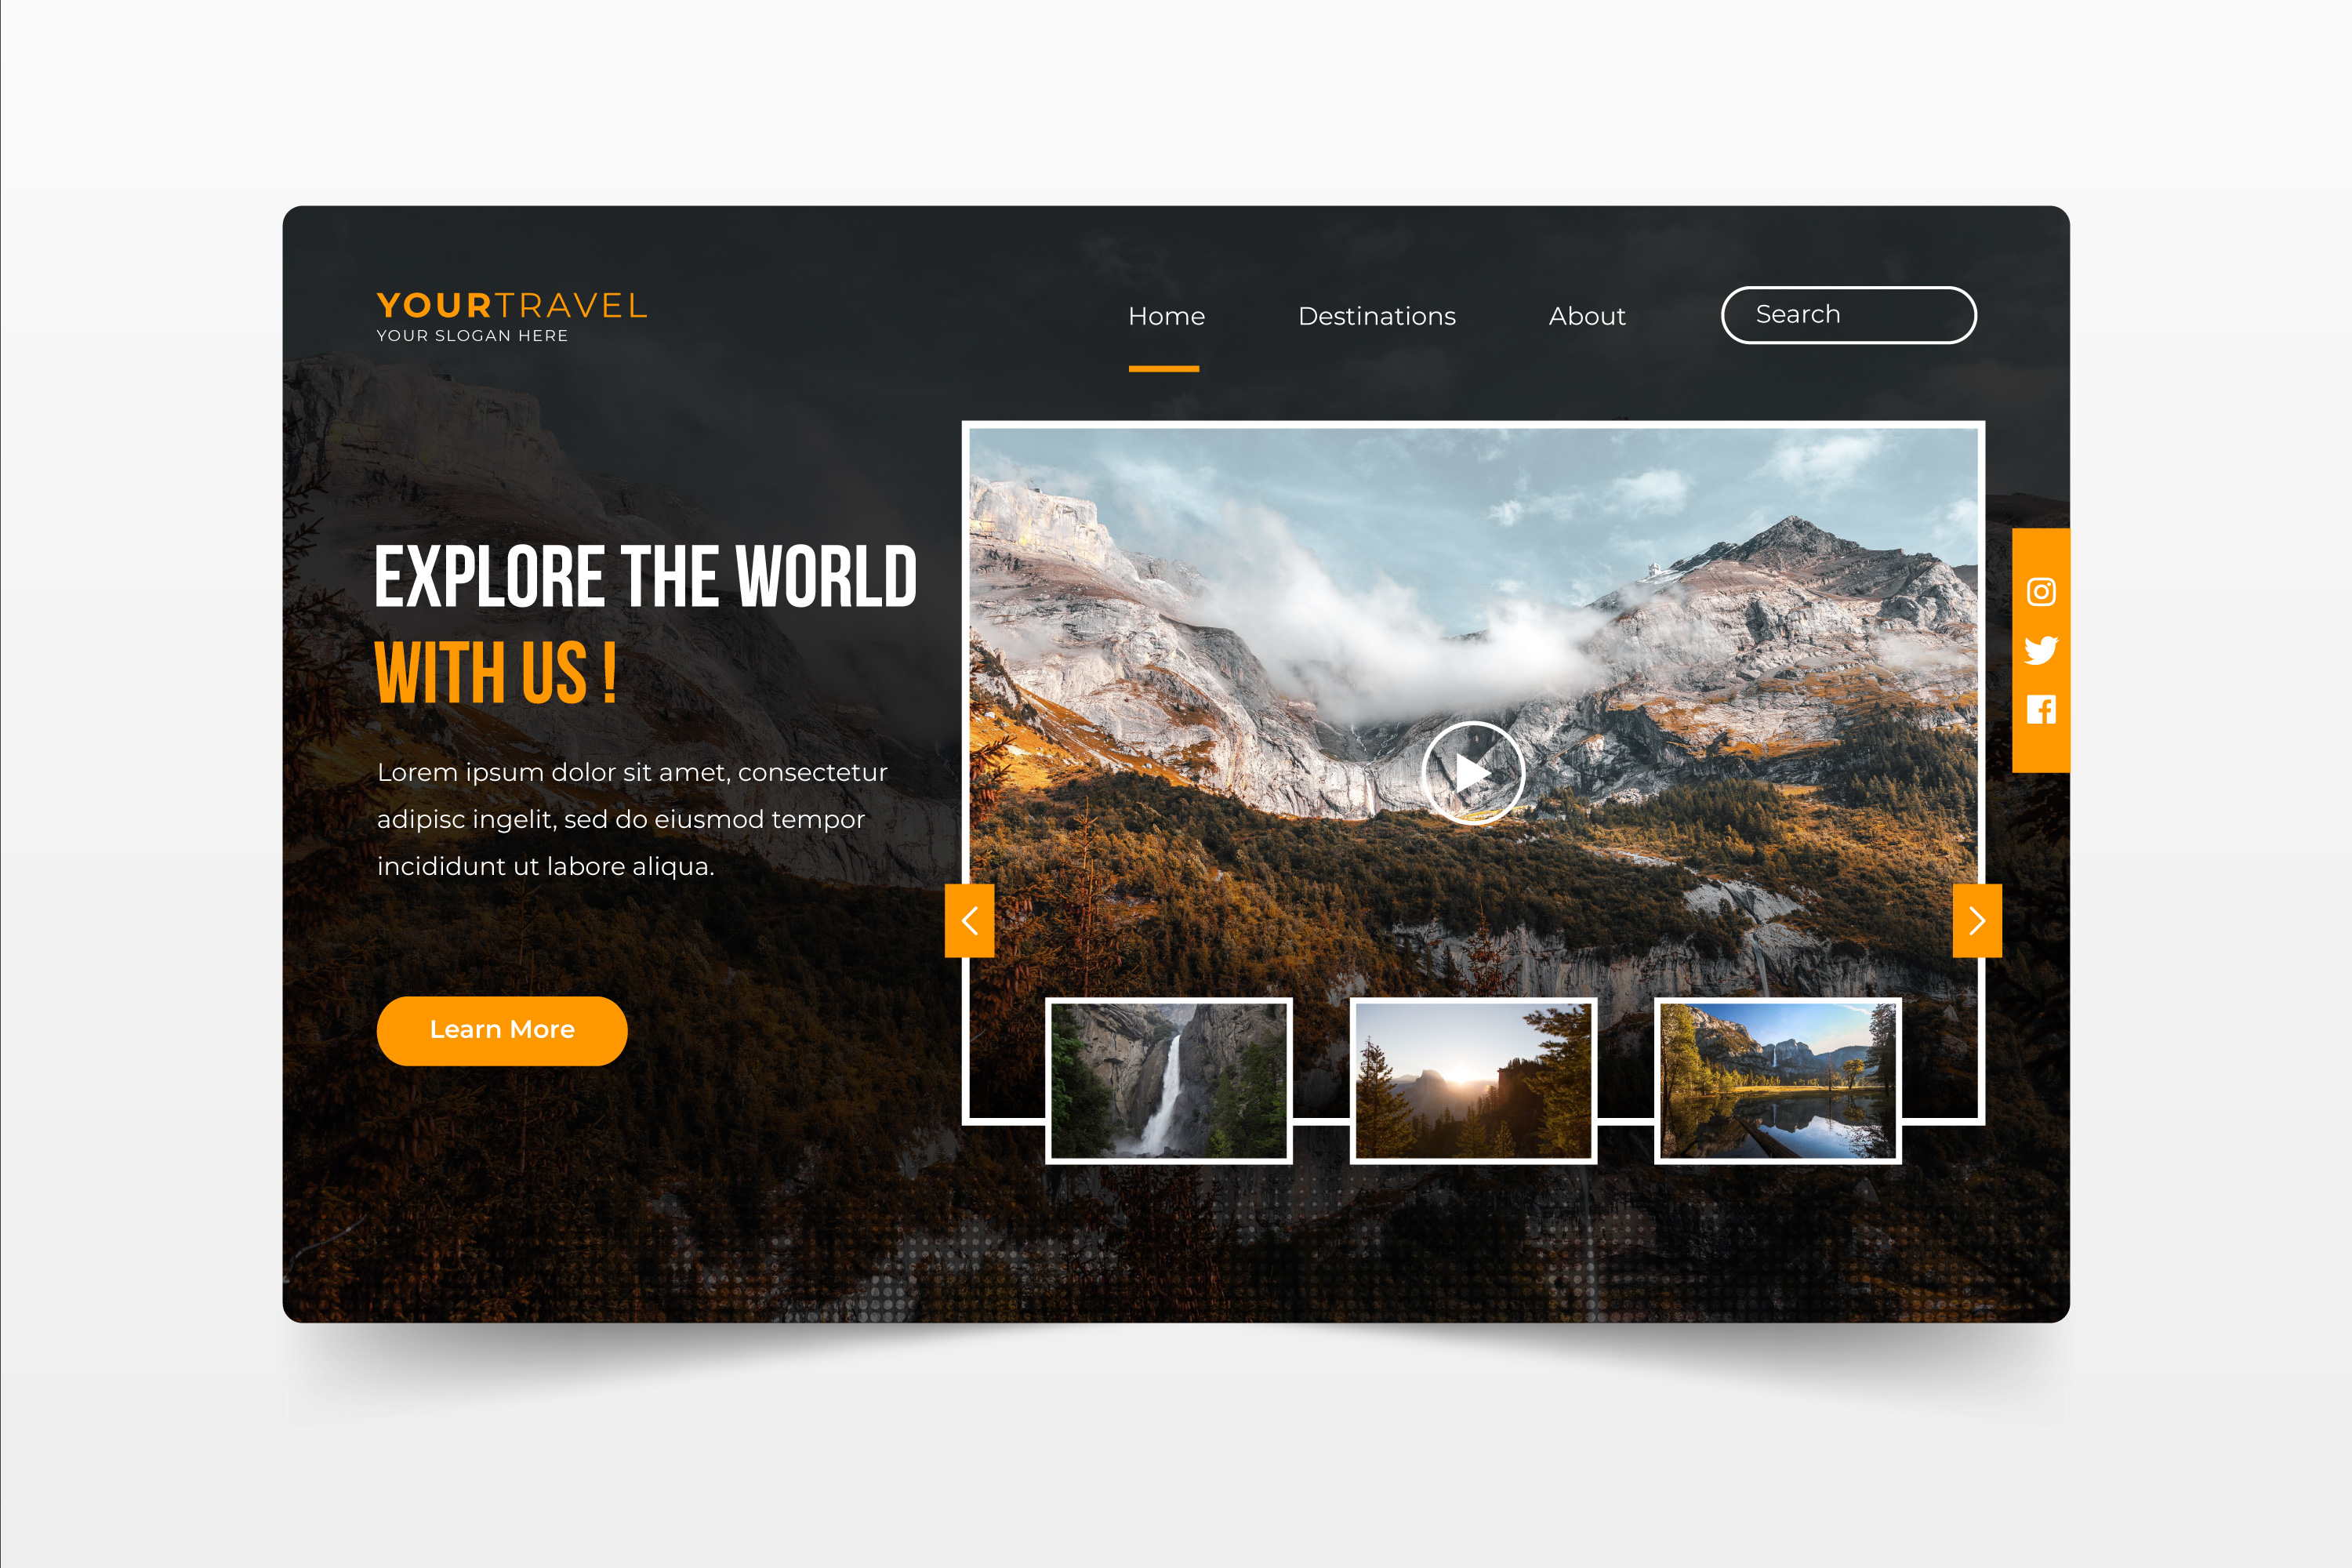 YOURTRAVEL
YOUR SLOGAN HERE
Home
Destinations
About
Search
EXPLORE THE WORLD
WITH US !
Lorem ipsum dolor sit amet, consectetur
adipisc ingelit, sed do eiusmod tempor
incididunt ut labore aliqua.
Learn More